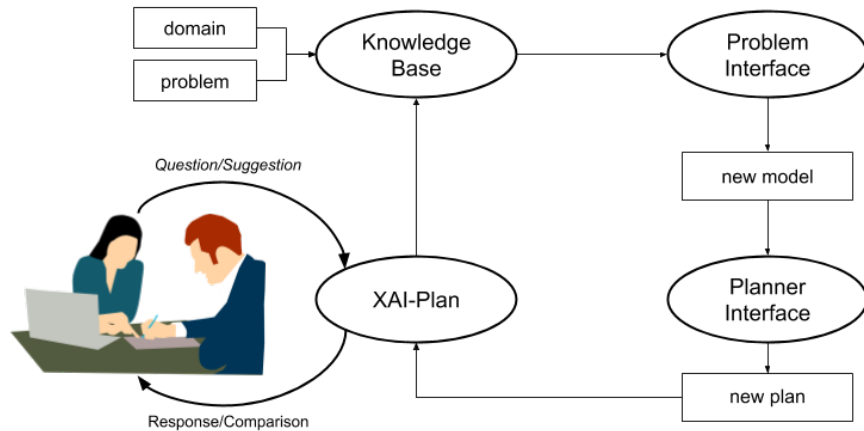 domain
problem
Knowledge
Base
Problem
Interface
Question/Suggestion
new model
XAI-Plan
Planner
Interface
new plan
Response/Comparison